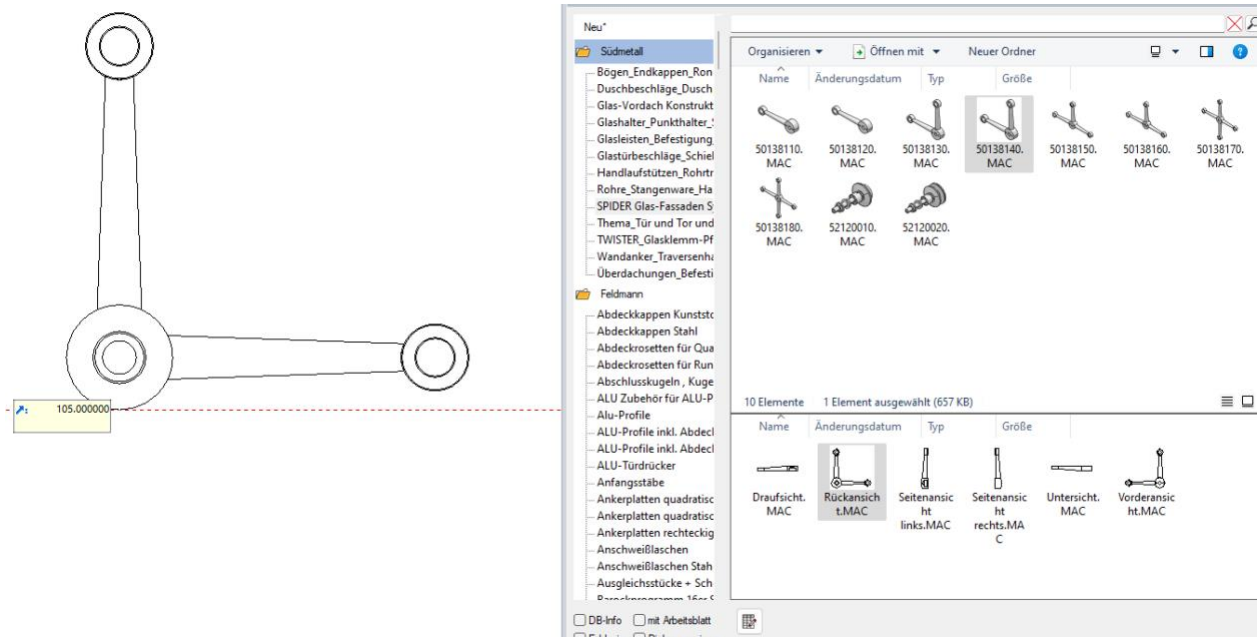 105.000000
Neu*
Südmetall
Bögen_Endkappen_Ron
Duschbeschläge_Dusch
Glas-Vordach Konstrukt
Glashalter_Punkthalter_
Glasleisten_Befestigung_
Glastürbeschläge_Schie
Handlaufstützen_Rohrtr
Rohre_Stangenware_Ha
SPIDER Glas-Fassaden S
Thema_Tür und Tor und
TWISTER_Glasklemm-Pf
Wandanker_Traversenha
Überdachungen_Befesti
Feldmann
Abdeckkappen Kunststo
Abdeckkappen Stahl
Abdeckrosetten für Qua
Abdeckrosetten für Run
Abschlusskugeln , Kuge
ALU Zubehör für ALU-P
Alu-Profile
ALU-Profile inkl. Abdecl
ALU-Profile inkl. Abdecl
ALU-Türdrücker
Anfangsstäbe
Ankerplatten quadratisc
Ankerplatten quadratisc
Ankerplatten rechteckig
Anschweißlaschen
Anschweißlaschen Stah
Ausgleichsstücke + Sch
DB-Info mit Arbeitsblatt
Organisieren Öffnen mit Neuer Ordner
Name Änderungsdatum Typ Größe
50138110. 50138120. 50138130. 50138140. 50138150. 50138160. 50138170.
MAC MAC MAC MAC MAC MAC MAC
50138180. 52120010. 52120020.
MAC MAC MAC
10 Elemente 1 Element ausgewählt (657 KB)
Name Änderungsdatum Typ Größe
Draufsicht. Rückansich Seitenansic Seitenansic Untersicht. Vorderansic
MAC t.MAC ht ht MAC ht.MAC
links.MAC rechts.MA
C